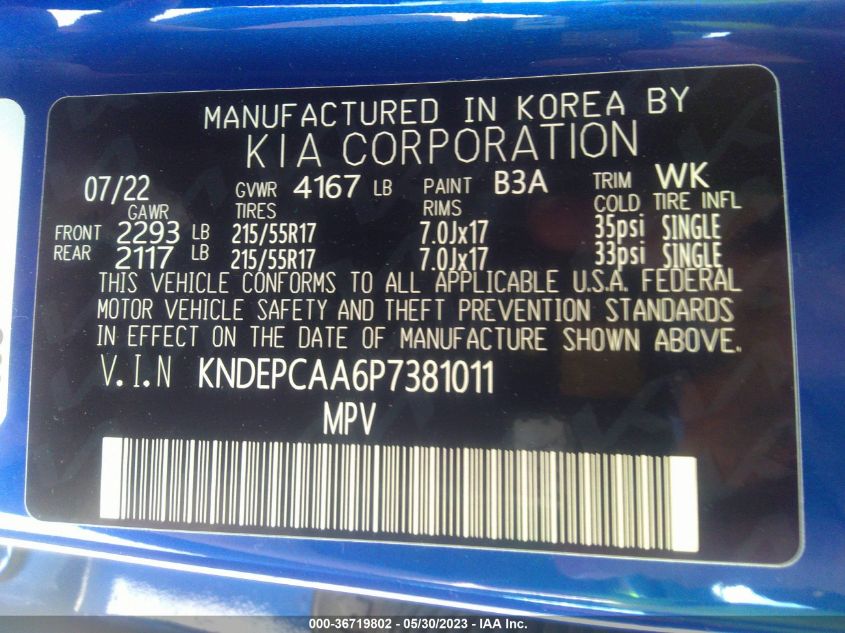 MANUFACTURED IN KOREA BY
KIA CORPORATION
07/22 GVWR 4167 LB PAINT B3A TRIM WK
GAWR TIRES RIMS COLD TIRE INFL
FRONT 2293 LB 215/55R17 7.0Jx17 35psi SINGLE
REAR 2117 LB 215/55R17 7.0Jx17 33psi SINGLE
THIS VEHICLE CONFORMS TO ALL APPLICABLE U.S.A. FEDERAL
MOTOR VEHICLE SAFETY AND THEFT PREVENTION STANDARDS
IN EFFECT ON THE DATE OF MANUFACTURE SHOWN ABOVE.
V.I.N KNDEPCAA6P7381011
MPV
000-36719802 - 05/30/2023 - IAA Inc.